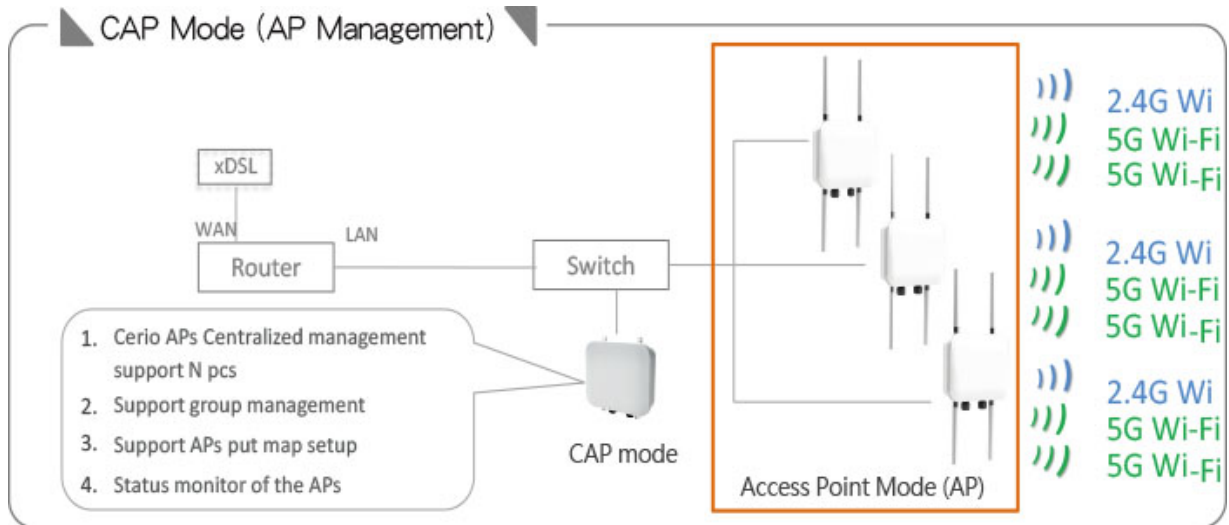 CAP Mode (AP Management)
xDSL
WAN
LAN
Router
Switch
1. Cerio APs Centralized management
support N pcs
2. Support group management
3. Support APs put map setup
4. Status monitor of the APs
CAP mode
Access Point Mode (AP)
2.4G Wi
5G Wi-Fi
5G Wi-Fi
2.4G Wi
5G Wi-Fi
5G Wi-Fi
2.4G Wi
5G Wi-Fi
5G Wi-Fi